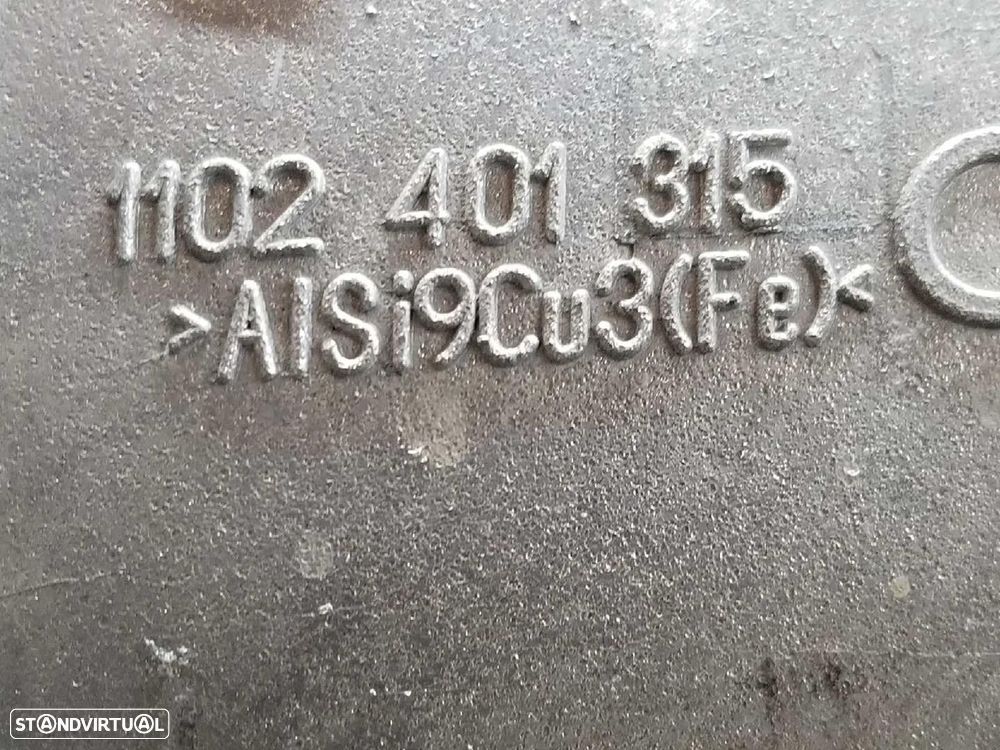 1102 401 315
>AlSi9Cu3(Fe)<
STANDVIRTUAL